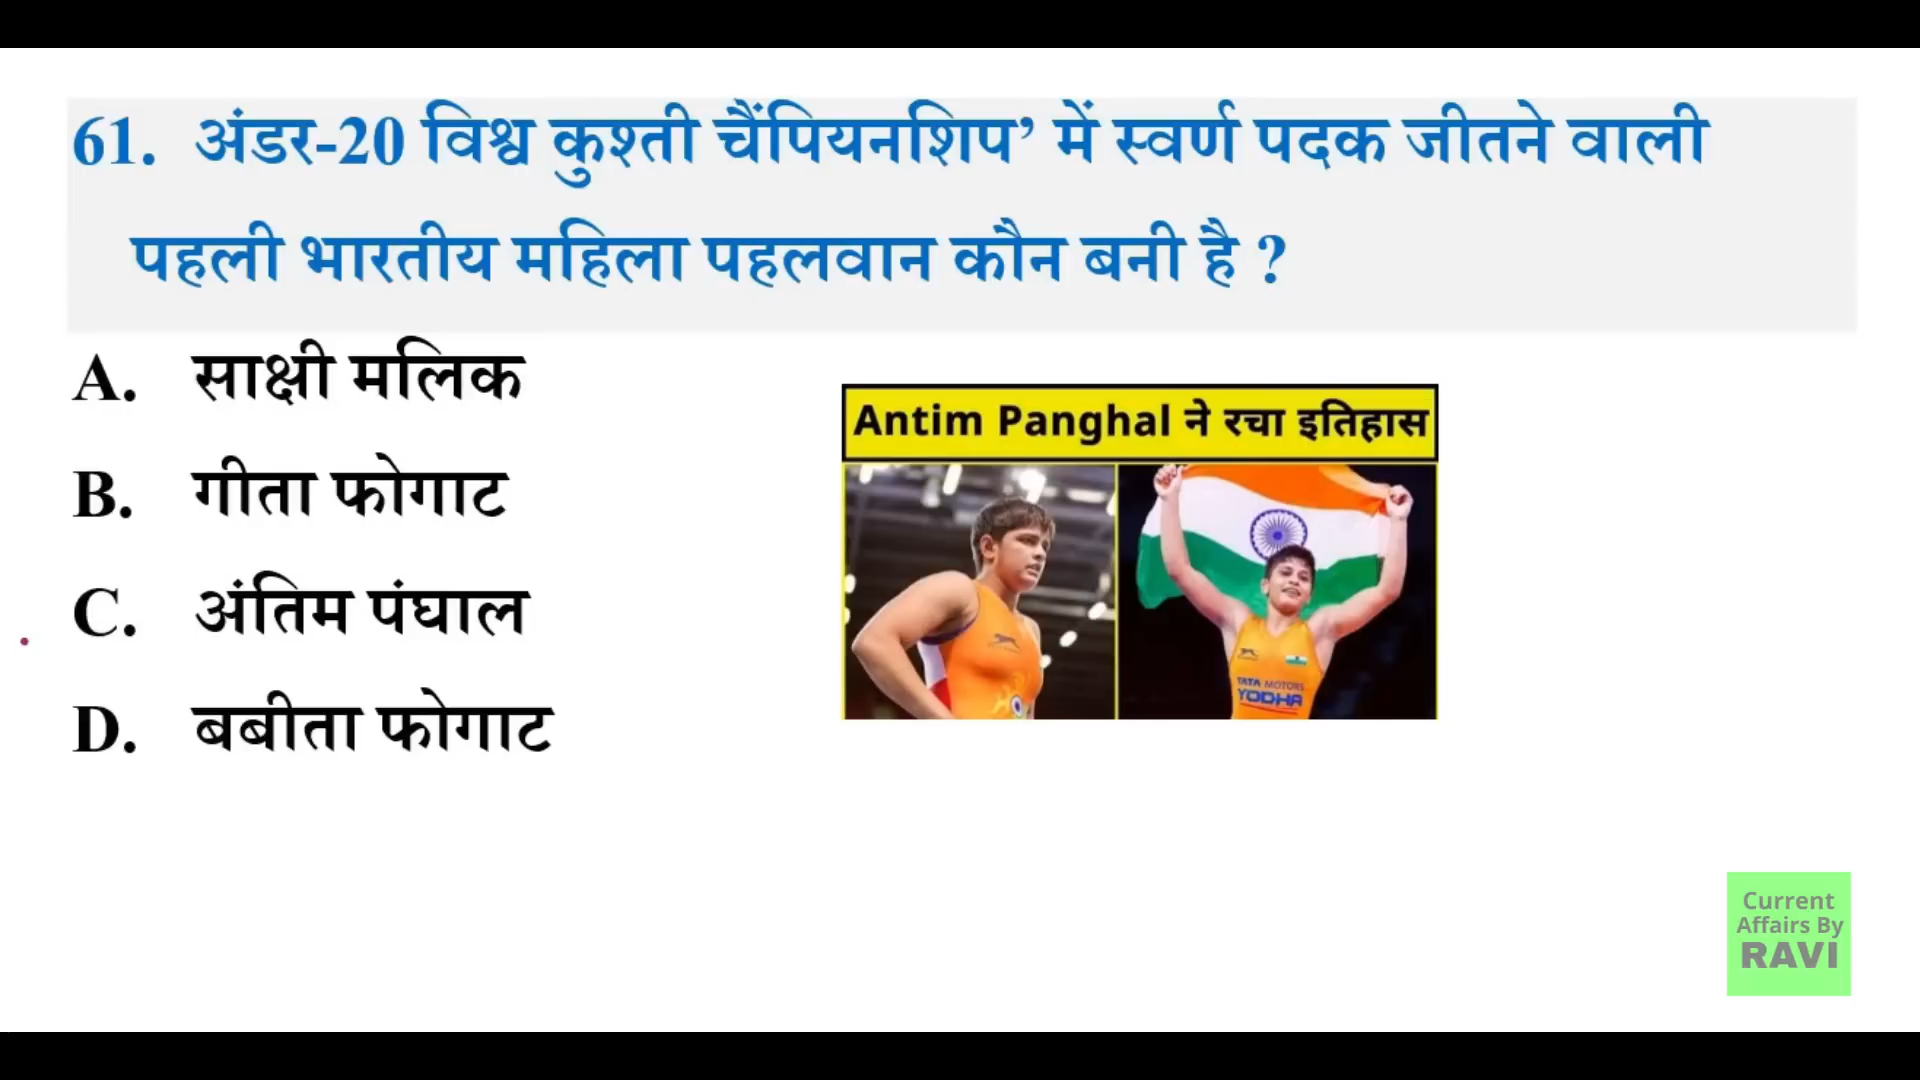 61. अंडर-20 विश्व कुश्ती चैंपियनशिप’ में स्वर्ण पदक जीतने वाली
पहली भारतीय महिला पहलवान कौन बनी है ?
A. साक्षी मलिक
B. गीता फोगाट
C. अंतिम पंघाल
D. बबीता फोगाट
Antim Panghal ने रचा इतिहास
TATA MOTORS
YODHA
Current
Affairs By
RAVI